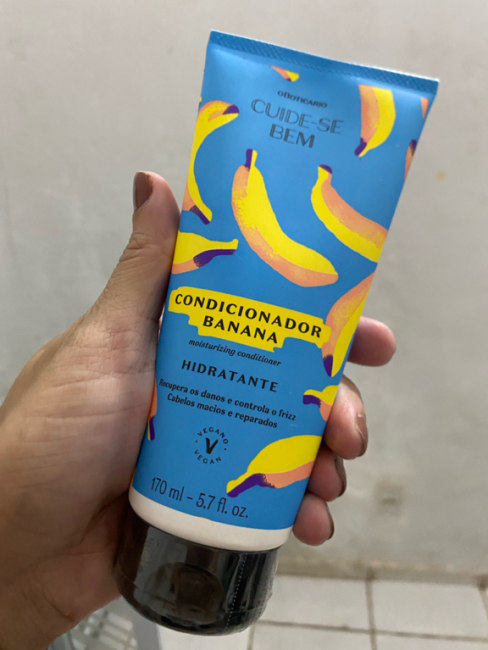 oBOTICÁRIO
CUIDE-SE
BEM
CONDICIONADOR
BANANA
moisturizing conditioner
HIDRATANTE
Recupera os danos e controla o frizz
Cabelos macios e reparados
VEGANO
V
VEGAN
170 ml - 5.7 fl. oz.